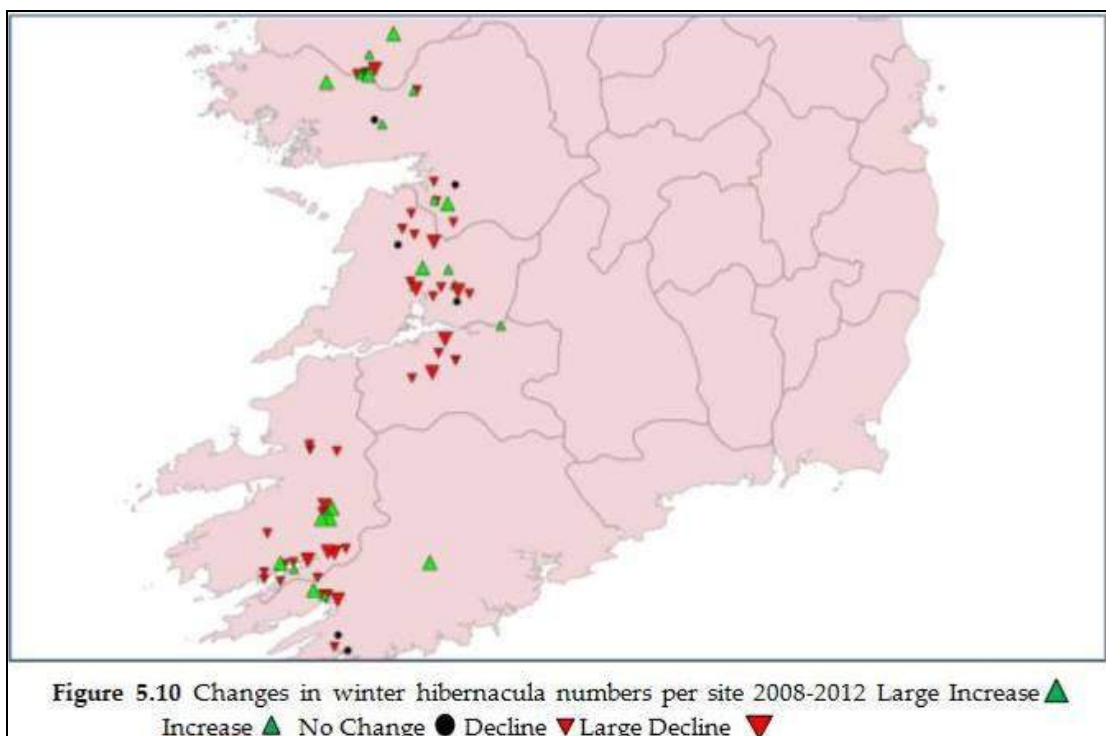 Figure 5.10 Changes in winter hibernacula numbers per site 2008-2012 Large Increase
Increase No Change Decline Large Decline